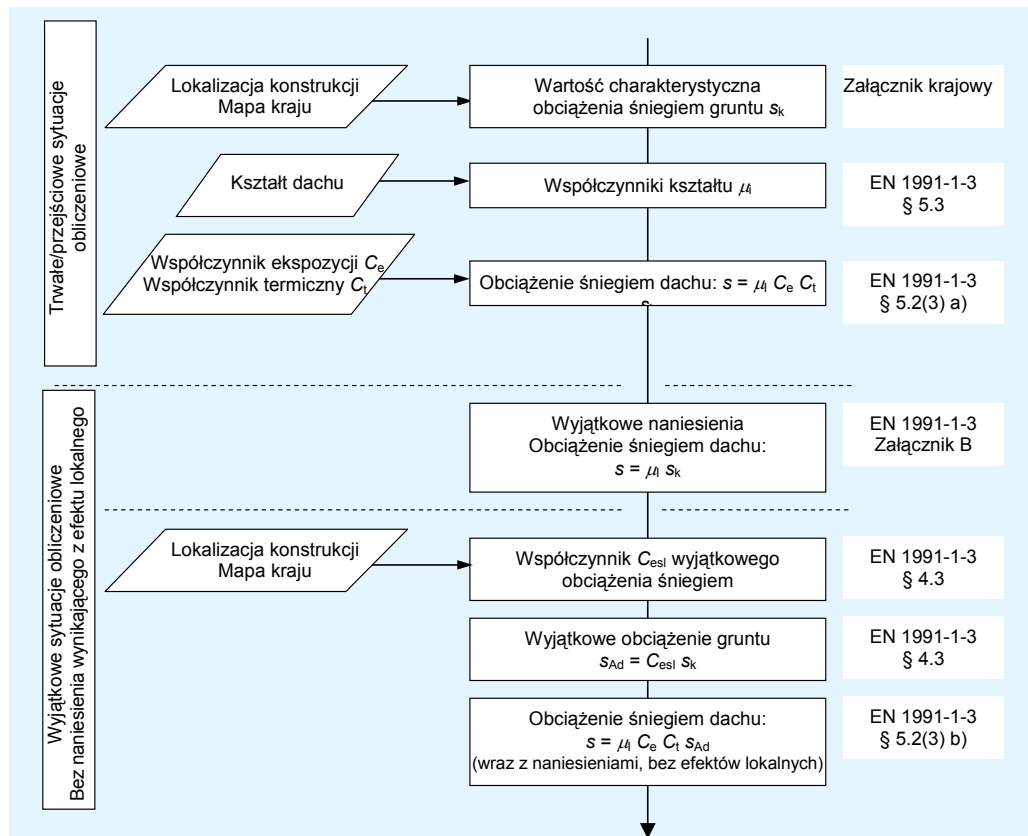 Trwałe/przejściowe sytuacje
obliczeniowe
Lokalizacja konstrukcji
Mapa kraju
Wartość charakterystyczna
obciążenia śniegiem gruntu sk
Załącznik krajowy
Kształt dachu
Współczynniki kształtu μi
EN 1991-1-3
§ 5.3
Współczynnik ekspozycji Ce
Współczynnik termiczny Ct
Obciążenie śniegiem dachu: s = μi Ce Ct
EN 1991-1-3
§ 5.2(3) a)
Wyjątkowe sytuacje obliczeniowe
Bez naniesienia wynikającego z efektu lokalnego
Wyjątkowe naniesienia
Obciążenie śniegiem dachu:
s = μi sk
EN 1991-1-3
Załącznik B
Lokalizacja konstrukcji
Mapa kraju
Współczynnik Cesl wyjątkowego
obciążenia śniegiem
EN 1991-1-3
§ 4.3
Wyjątkowe obciążenie gruntu
sAd = Cesl sk
EN 1991-1-3
§ 4.3
Obciążenie śniegiem dachu:
s = μi Ce Ct sAd
(wraz z naniesieniami, bez efektów lokalnych)
EN 1991-1-3
§ 5.2(3) b)